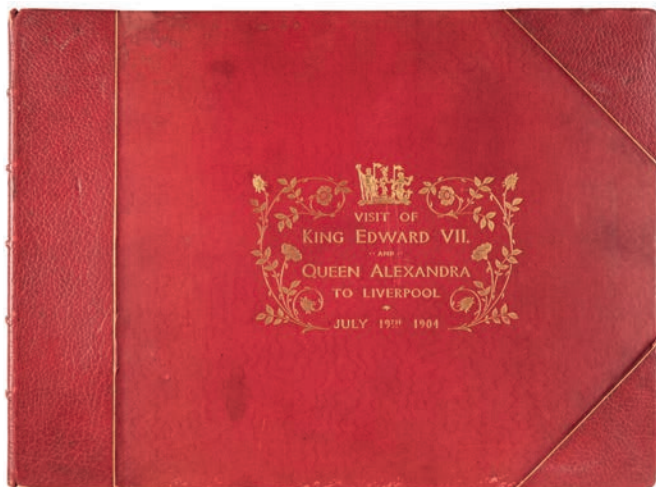 VISIT OF
KING EDWARD VII.
AND
QUEEN ALEXANDRA
TO LIVERPOOL
JULY 19TH 1904